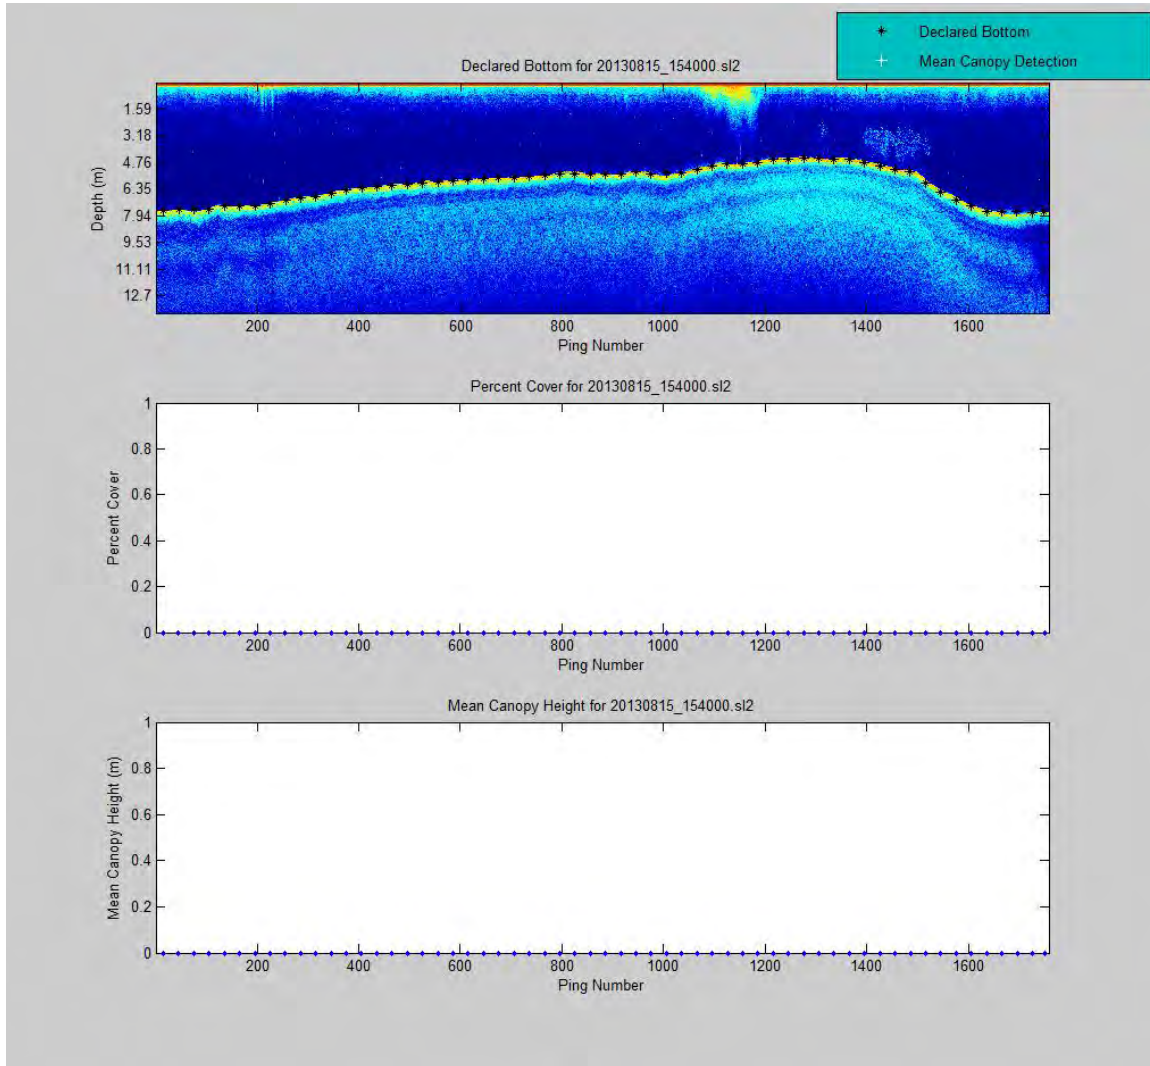 Declared Bottom
Mean Canopy Detection
Declared Bottom for 20130815_154000.sl2
Depth (m)
1.59
3.18
4.76
6.35
7.94
9.53
11.11
12.7
200 400 600 800 1000 1200 1400 1600
Ping Number
Percent Cover for 20130815_154000.sl2
Percent Cover
1
0.8
0.6
0.4
0.2
0
200 400 600 800 1000 1200 1400 1600
Ping Number
Mean Canopy Height for 20130815_154000.sl2
Mean Canopy Height (m)
1
0.8
0.6
0.4
0.2
0
200 400 600 800 1000 1200 1400 1600
Ping Number